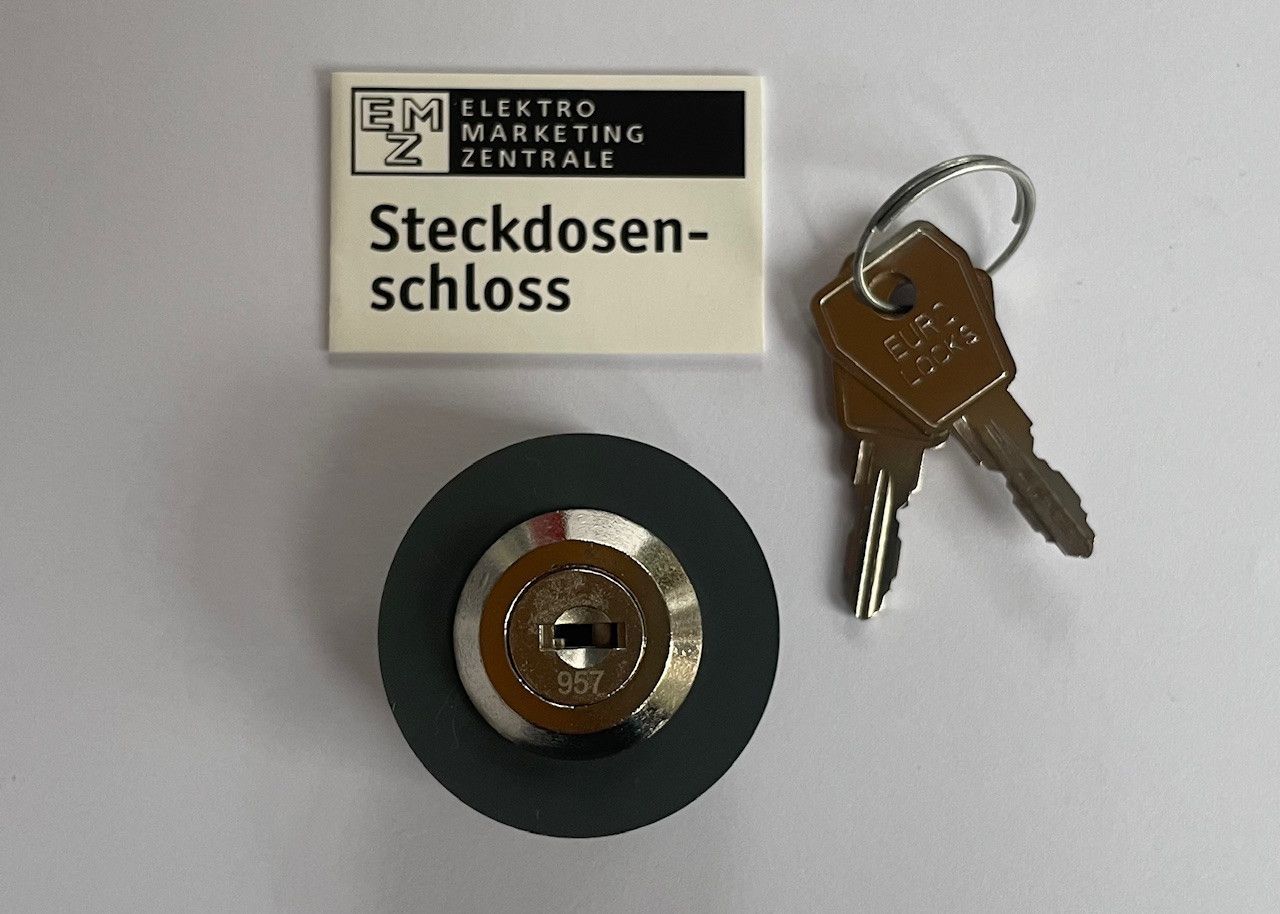 EMZ
ELEKTRO
MARKETING
ZENTRALE
Steckdosen-
schloss
EURO
LOCKS
957